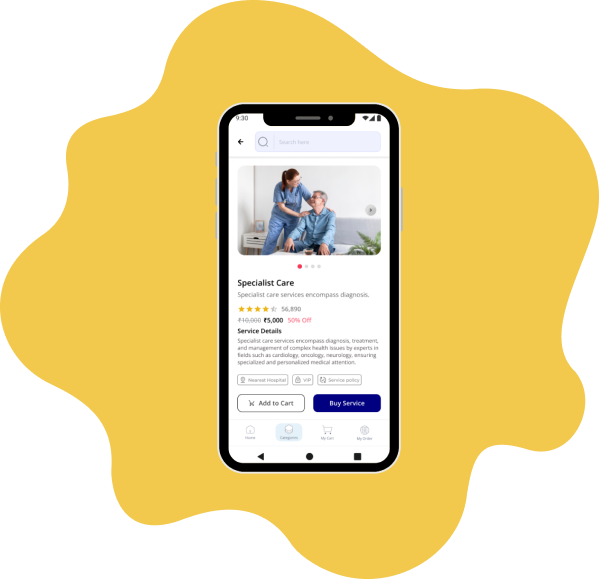 9:30
Search here
Specialist Care
Specialist care services encompass diagnosis.
56,890
₹10,000 ₹5,000 50% Off
Service Details
Specialist care services encompass diagnosis, treatment,
and management of complex health issues by experts in
fields such as cardiology, oncology, neurology, ensuring
specialized and personalized medical attention.
Nearest Hospital VIP Service policy
Add to Cart Buy Service
Home Categories My Cart My Order